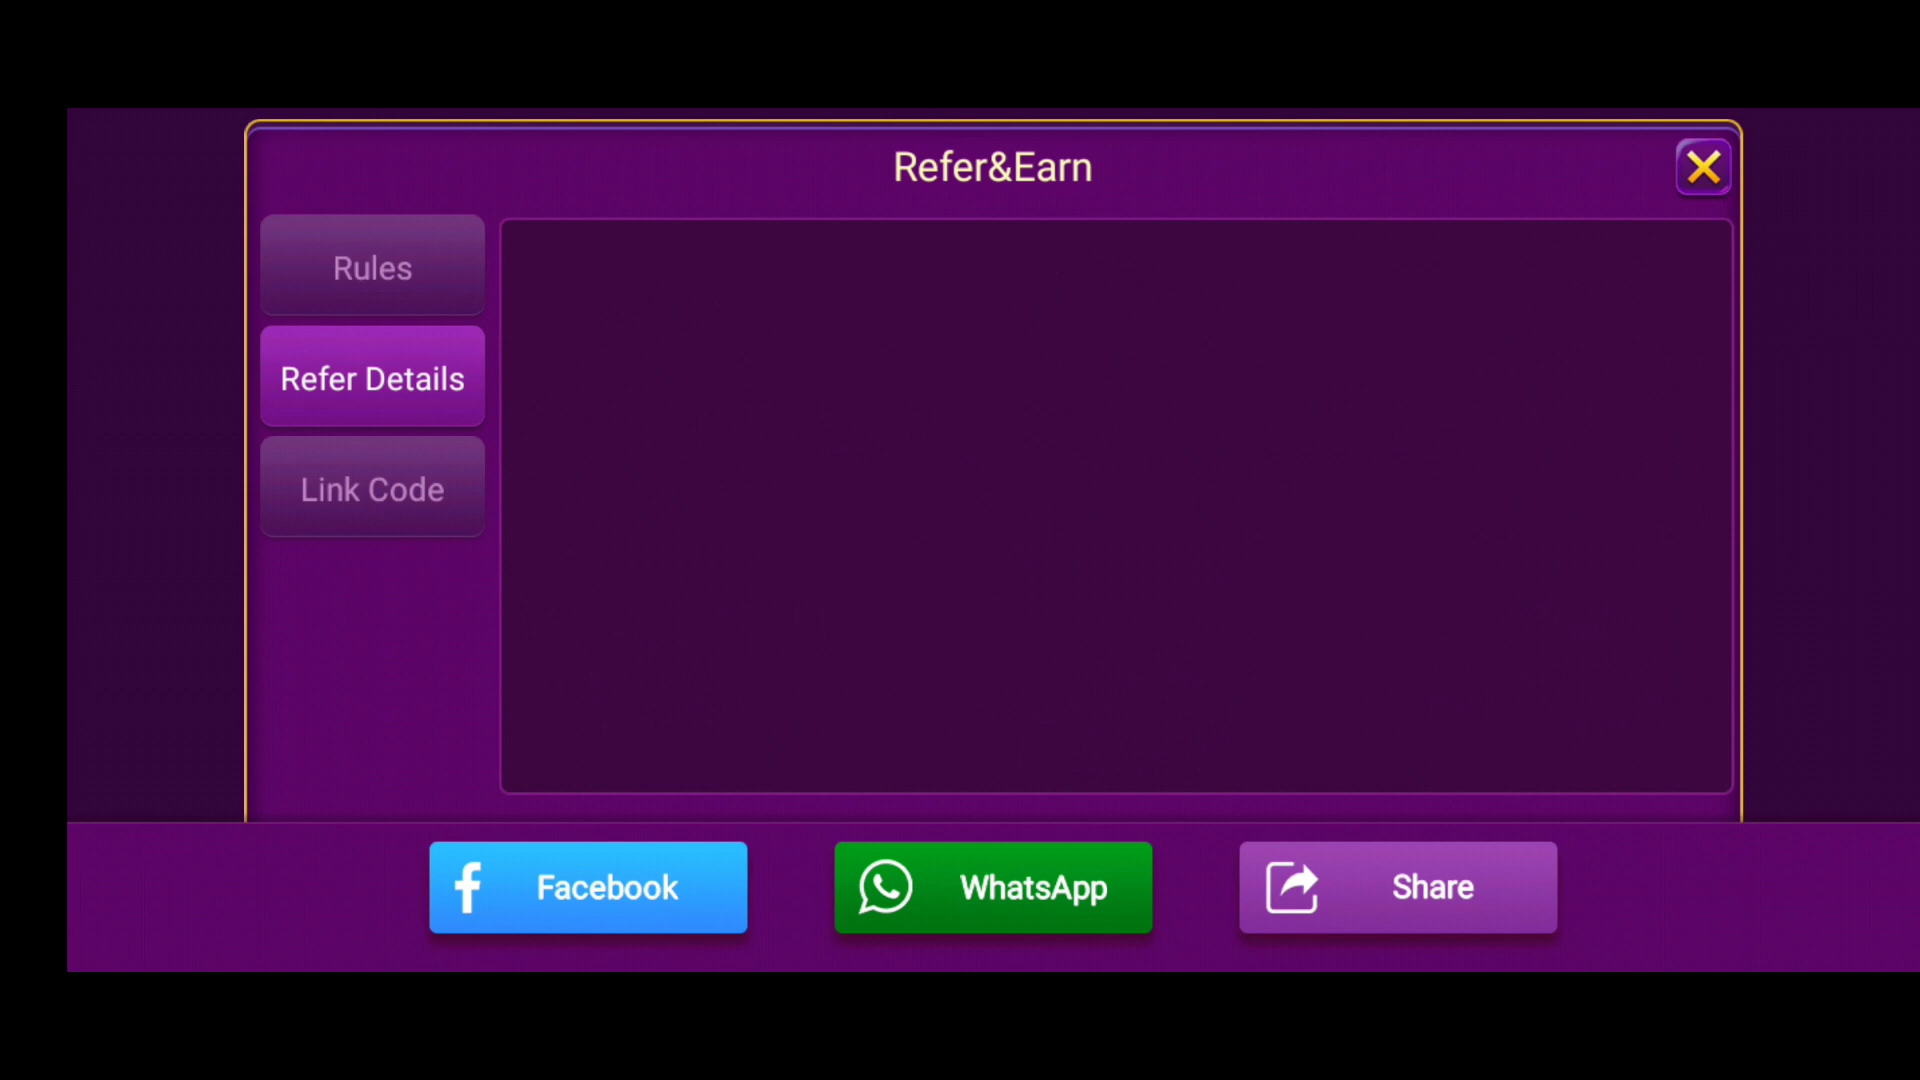 Refer&Earn
Rules
Refer Details
Link Code
Facebook
WhatsApp
Share